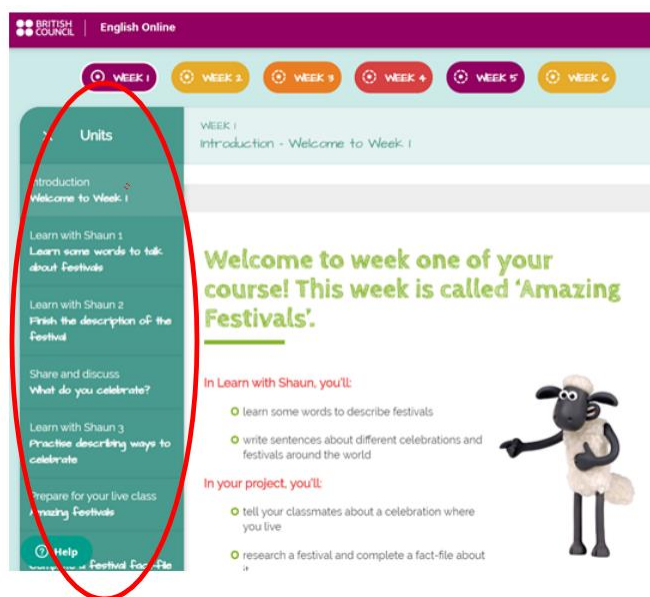 BRITISH
COUNCIL
English Online
WEEK 1
WEEK 2
WEEK 3
WEEK 4
WEEK 5
WEEK 6
Units
Introduction
Welcome to Week 1
Learn with Shaun 1
Learn some words to talk
about festivals
Learn with Shaun 2
Finish the description of the
festival
Share and discuss
What do you celebrate?
Learn with Shaun 3
Practise describing ways to
celebrate
Prepare for your live class
Amazing festivals
Help
a festival fact-file
WEEK 1
Introduction - Welcome to Week 1
Welcome to week one of your
course! This week is called ‘Amazing
Festivals’.
In Learn with Shaun, you'll:
learn some words to describe festivals
write sentences about different celebrations and
festivals around the world
In your project, you'll:
tell your classmates about a celebration where
you live
research a festival and complete a fact-file about